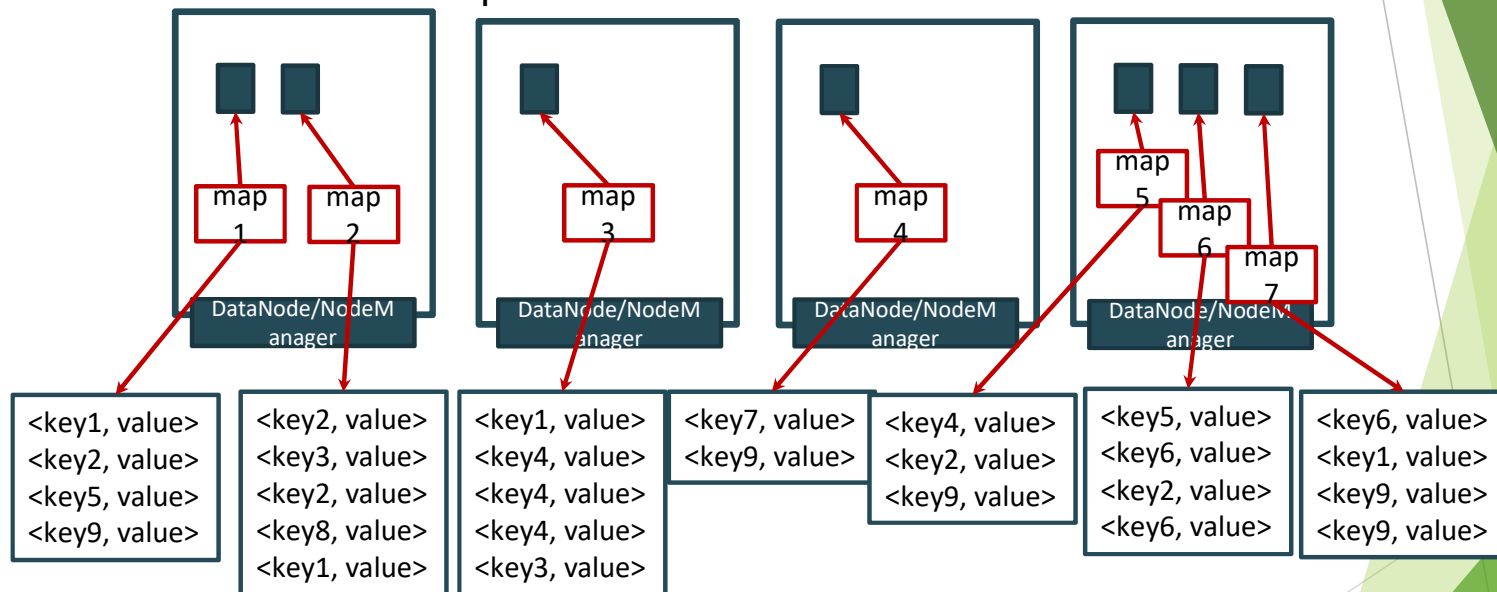 map
1
map
2
map
3
map
4
map
5
map
6
map
7
DataNode/NodeM
anager
DataNode/NodeM
anager
DataNode/NodeM
anager
DataNode/NodeM
anager
<key1, value>
<key2, value>
<key5, value>
<key9, value>
<key2, value>
<key3, value>
<key2, value>
<key8, value>
<key1, value>
<key1, value>
<key4, value>
<key4, value>
<key4, value>
<key3, value>
<key7, value>
<key9, value>
<key4, value>
<key2, value>
<key9, value>
<key5, value>
<key6, value>
<key2, value>
<key6, value>
<key6, value>
<key1, value>
<key9, value>
<key9, value>